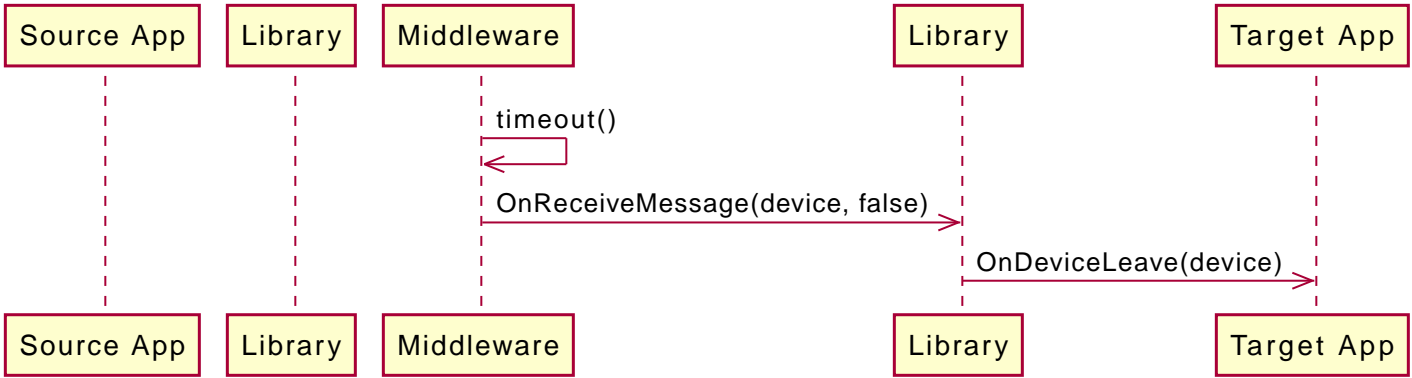 Source App
Library
Middleware
Library
Target App
timeout()
OnReceiveMessage(device, false)
OnDeviceLeave(device)
Source App
Library
Middleware
Library
Target App